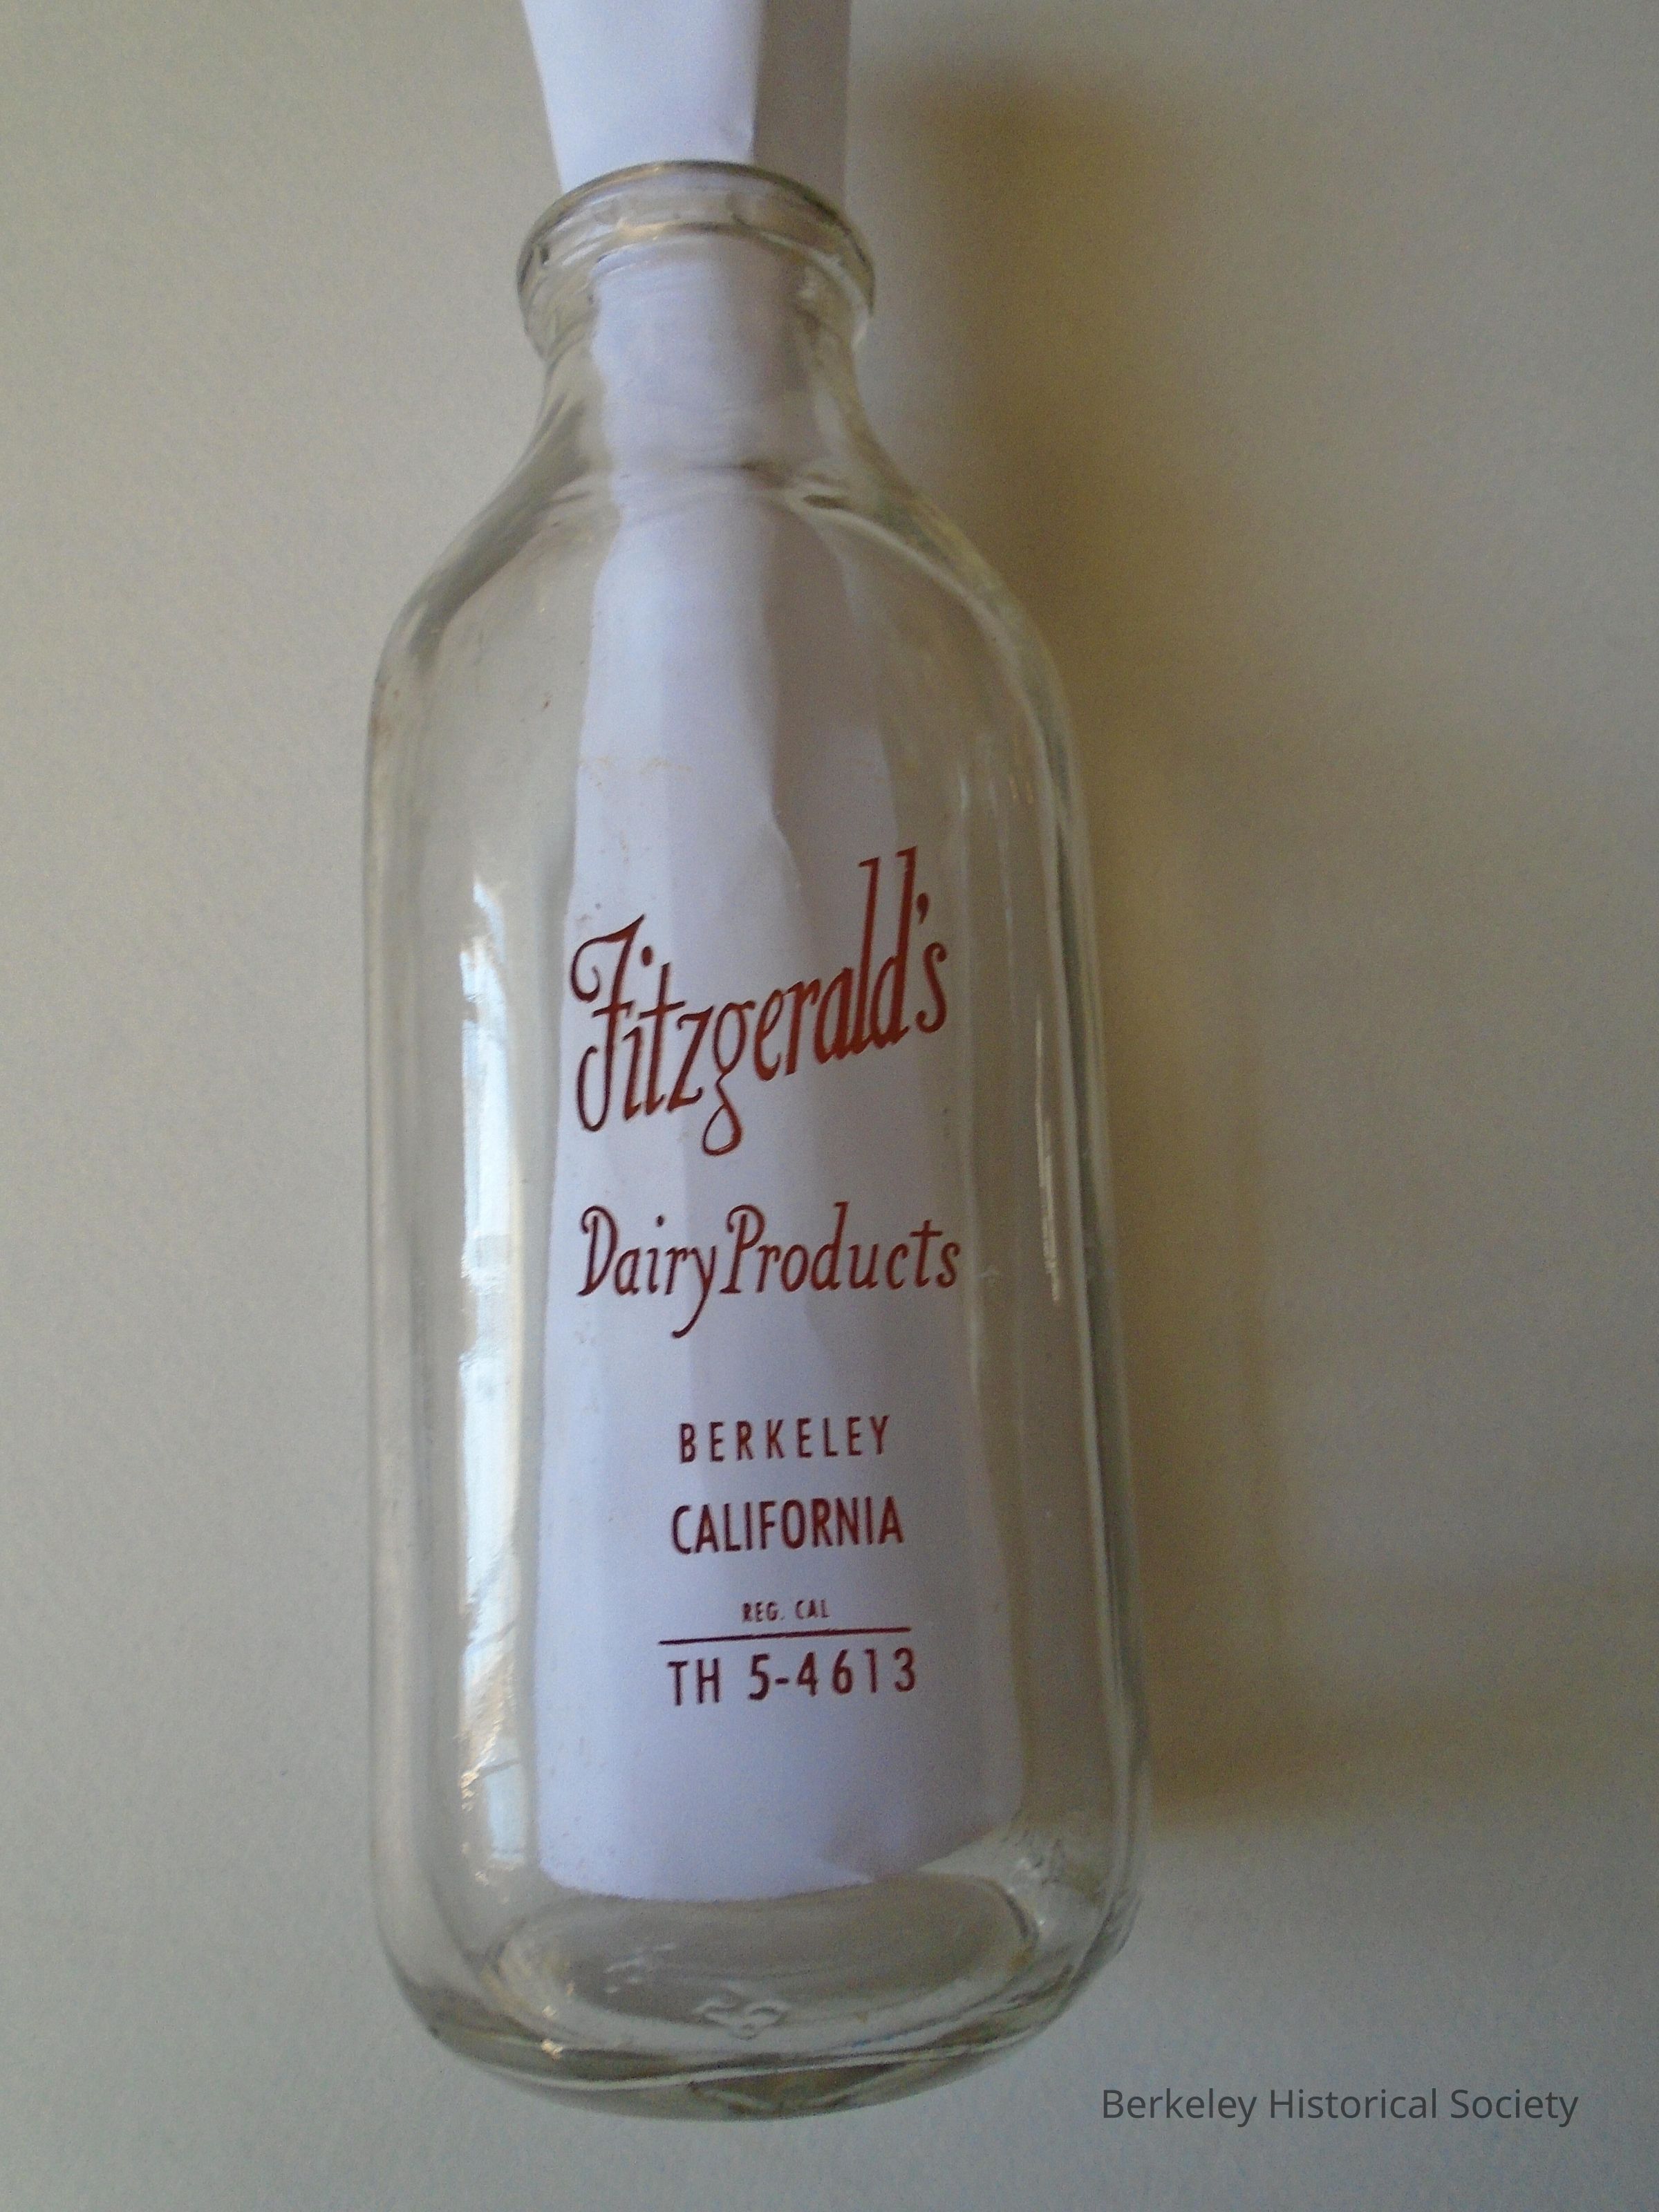 Fitzgerald's
Dairy Products
BERKELEY
CALIFORNIA
REG. CAL
TH 5-4613
Berkeley Historical Society